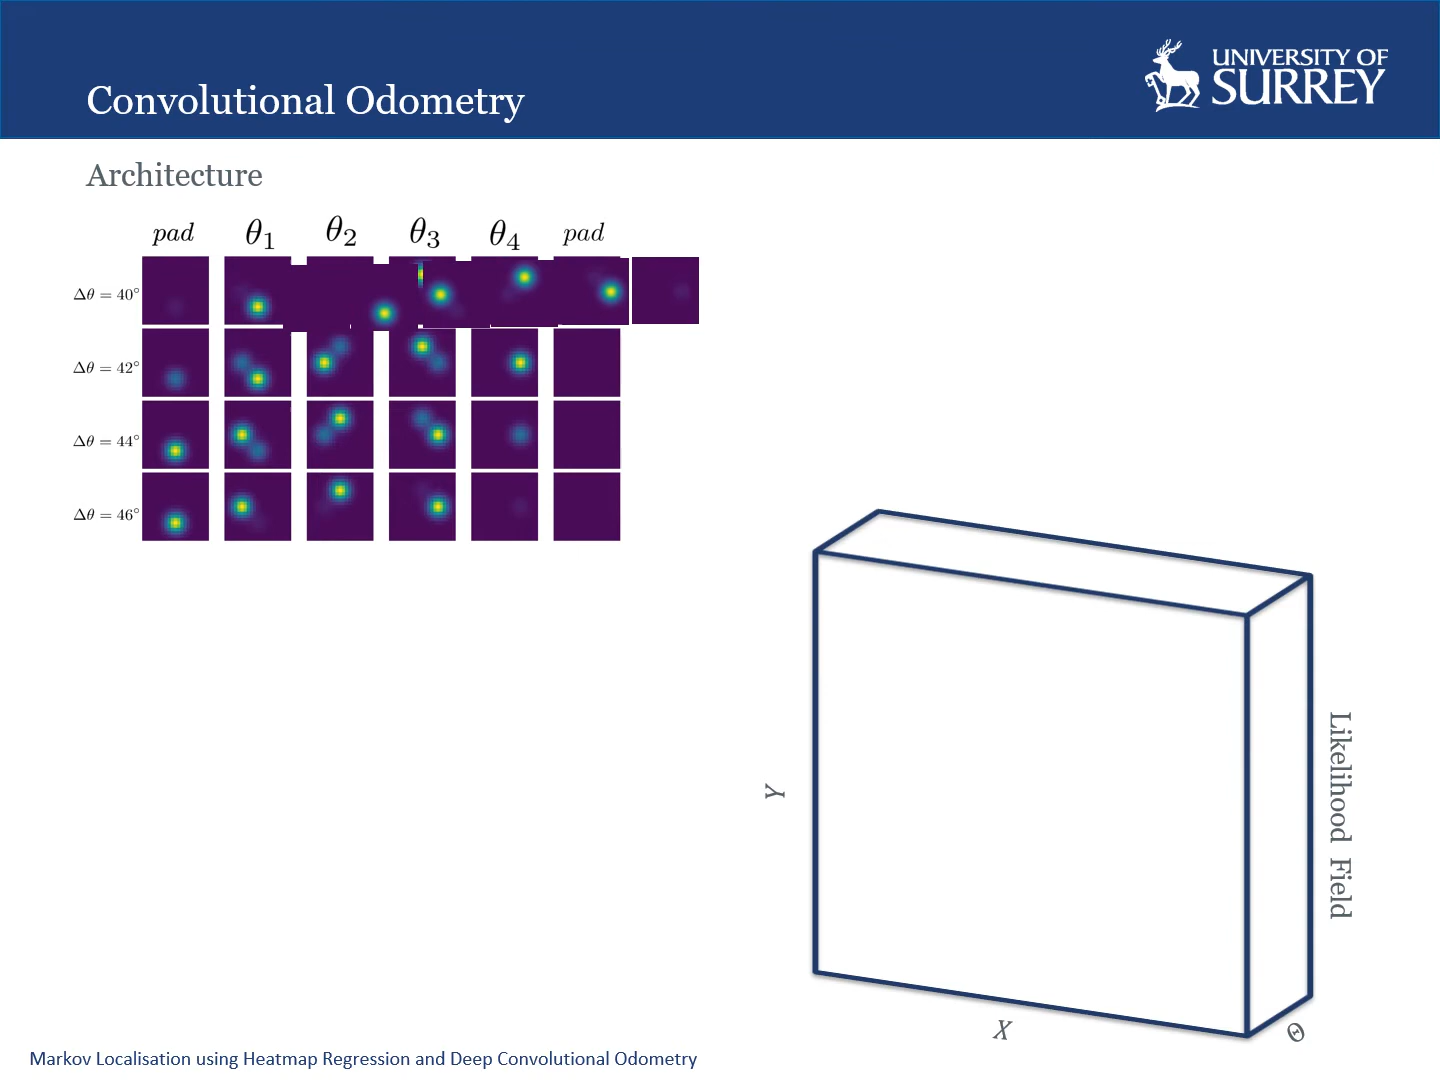 Convolutional Odometry
UNIVERSITY OF
SURREY
Architecture
pad θ₁ θ₂ θ₃ θ₄ pad
Δθ = 40°
Δθ = 42°
Δθ = 44°
Δθ = 46°
Y
X
Θ
Likelihood Field
Markov Localisation using Heatmap Regression and Deep Convolutional Odometry